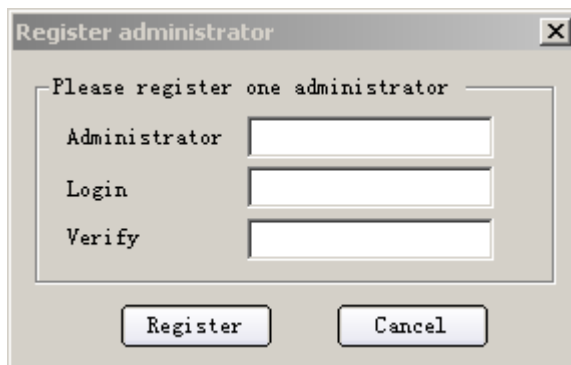 Register administrator
Please register one administrator
Administrator
Login
Verify
Register Cancel